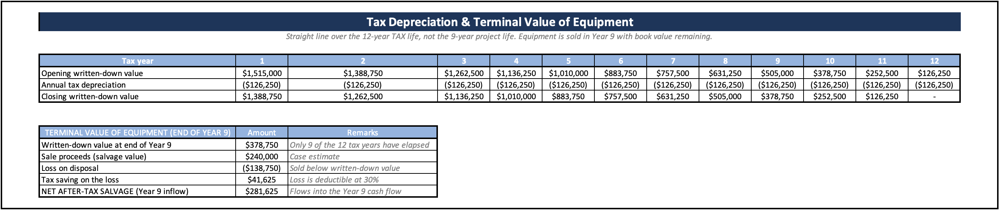 Tax Depreciation & Terminal Value of Equipment
Straight line over the 12-year TAX life, not the 9-year project life. Equipment is sold in Year 9 with book value remaining.
Tax year 1 2 3 4 5 6 7 8 9 10 11 12
Opening written-down value $1,515,000 $1,388,750 $1,262,500 $1,136,250 $1,010,000 $883,750 $757,500 $631,250 $505,000 $378,750 $252,500 $126,250
Annual tax depreciation ($126,250) ($126,250) ($126,250) ($126,250) ($126,250) ($126,250) ($126,250) ($126,250) ($126,250) ($126,250) ($126,250) ($126,250)
Closing written-down value $1,388,750 $1,262,500 $1,136,250 $1,010,000 $883,750 $757,500 $631,250 $505,000 $378,750 $252,500 $126,250 -
TERMINAL VALUE OF EQUIPMENT (END OF YEAR 9) Amount Remarks
Written-down value at end of Year 9 $378,750 Only 9 of the 12 tax years have elapsed
Sale proceeds (salvage value) $240,000 Case estimate
Loss on disposal ($138,750) Sold below written-down value
Tax saving on the loss $41,625 Loss is deductible at 30%
NET AFTER-TAX SALVAGE (Year 9 inflow) $281,625 Flows into the Year 9 cash flow